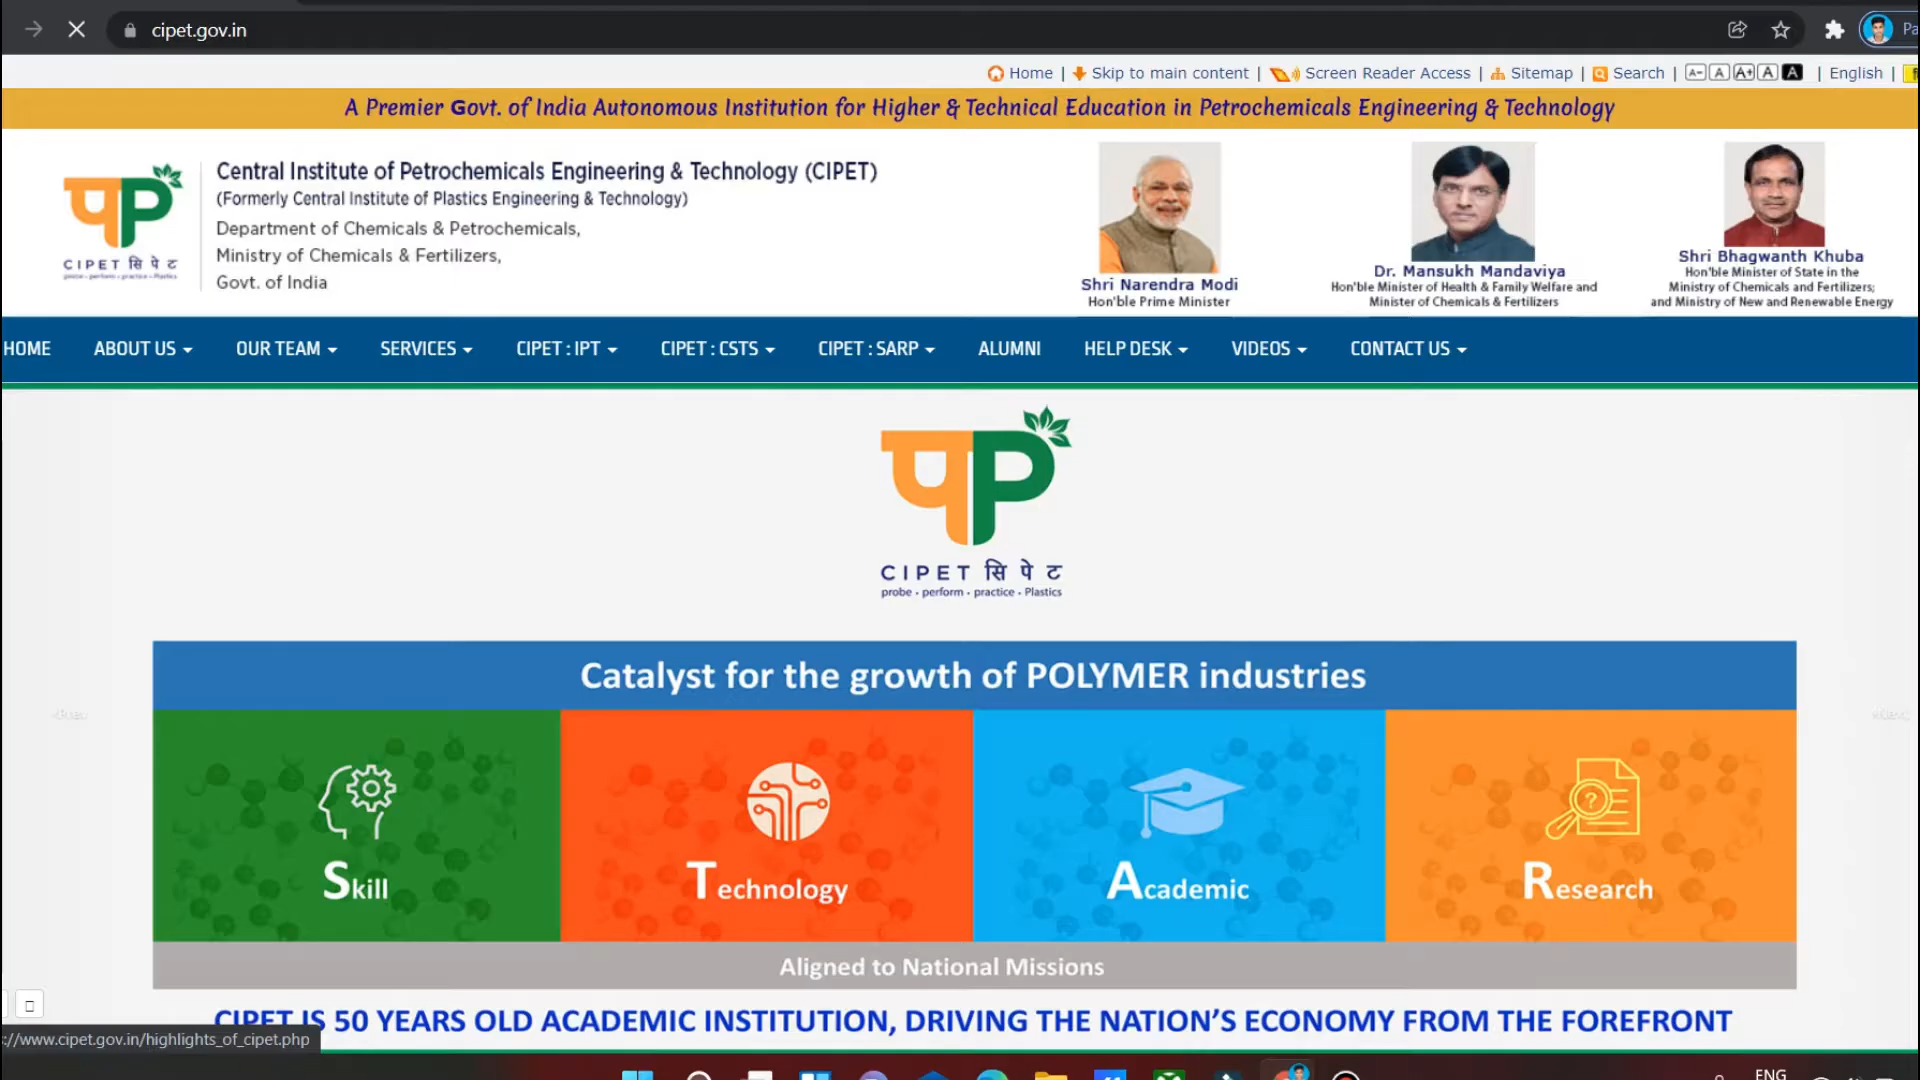 cipet.gov.in
Pa
Home | Skip to main content | Screen Reader Access | Sitemap | Search | A- A A+ A A | English |
A Premier Govt. of India Autonomous Institution for Higher & Technical Education in Petrochemicals Engineering & Technology
Central Institute of Petrochemicals Engineering & Technology (CIPET)
(Formerly Central Institute of Plastics Engineering & Technology)
Department of Chemicals & Petrochemicals,
Ministry of Chemicals & Fertilizers,
Govt. of India
पP
CIPET सि पे ट
probe - perform - practice - Plastics
Shri Narendra Modi
Hon'ble Prime Minister
Dr. Mansukh Mandaviya
Hon'ble Minister of Health & Family Welfare and
Minister of Chemicals & Fertilizers
Shri Bhagwanth Khuba
Hon'ble Minister of State in the
Ministry of Chemicals and Fertilizers;
and Ministry of New and Renewable Energy
HOME ABOUT US OUR TEAM SERVICES CIPET : IPT CIPET : CSTS CIPET : SARP ALUMNI HELP DESK VIDEOS CONTACT US
पP
CIPET सि पे ट
probe - perform - practice - Plastics
Catalyst for the growth of POLYMER industries
‹Prev
Skill Technology Academic Research
Aligned to National Missions
CIPET IS 50 YEARS OLD ACADEMIC INSTITUTION, DRIVING THE NATION'S ECONOMY FROM THE FOREFRONT
://www.cipet.gov.in/highlights_of_cipet.php
ENG